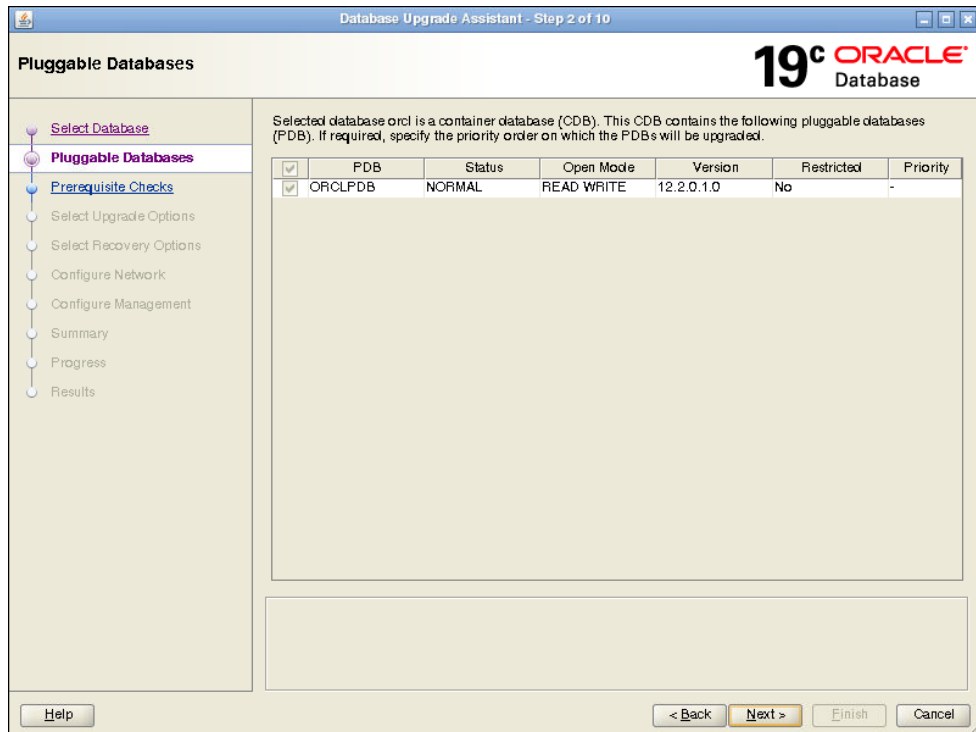 Database Upgrade Assistant - Step 2 of 10
Pluggable Databases
19c ORACLE
Database
Select Database
Pluggable Databases
Prerequisite Checks
Select Upgrade Options
Select Recovery Options
Configure Network
Configure Management
Summary
Progress
Results
Selected database orcl is a container database (CDB). This CDB contains the following pluggable databases
(PDB). If required, specify the priority order on which the PDBs will be upgraded.
PDB Status Open Mode Version Restricted Priority
ORCLPDB NORMAL READ WRITE 12.2.0.1.0 No -
Help < Back Next > Finish Cancel